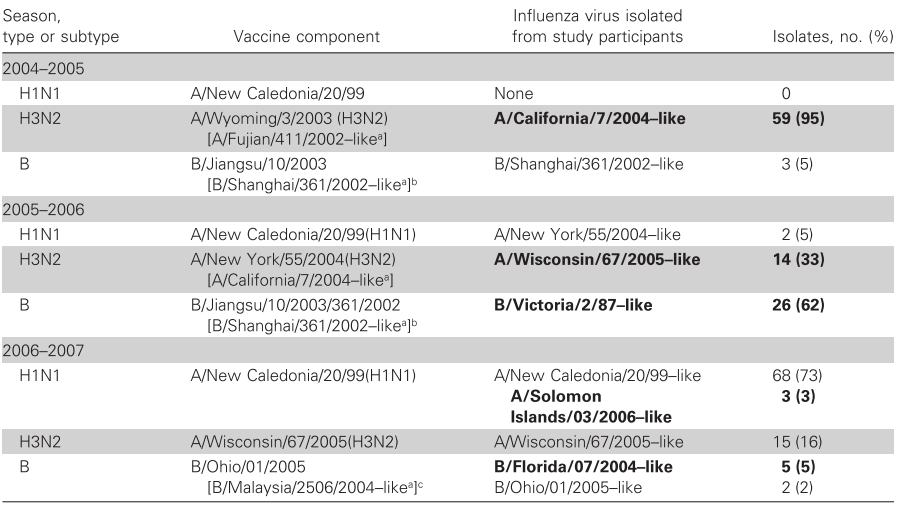 Season, type or subtype Vaccine component Influenza virus isolated from study participants Isolates, no. (%)
2004–2005
H1N1 A/New Caledonia/20/99 None 0
H3N2 A/Wyoming/3/2003 (H3N2) A/California/7/2004–like 59 (95)
[A/Fujian/411/2002–likeᵃ]
B B/Jiangsu/10/2003 B/Shanghai/361/2002–like 3 (5)
[B/Shanghai/361/2002–likeᵃ]ᵇ
2005–2006
H1N1 A/New Caledonia/20/99(H1N1) A/New York/55/2004–like 2 (5)
H3N2 A/New York/55/2004(H3N2) A/Wisconsin/67/2005–like 14 (33)
[A/California/7/2004–likeᵃ]
B B/Jiangsu/10/2003/361/2002 B/Victoria/2/87–like 26 (62)
[B/Shanghai/361/2002–likeᵃ]ᵇ
2006–2007
H1N1 A/New Caledonia/20/99(H1N1) A/New Caledonia/20/99–like 68 (73)
A/Solomon 3 (3)
Islands/03/2006–like
H3N2 A/Wisconsin/67/2005(H3N2) A/Wisconsin/67/2005–like 15 (16)
B B/Ohio/01/2005 B/Florida/07/2004–like 5 (5)
[B/Malaysia/2506/2004–likeᵃ]ᶜ B/Ohio/01/2005–like 2 (2)